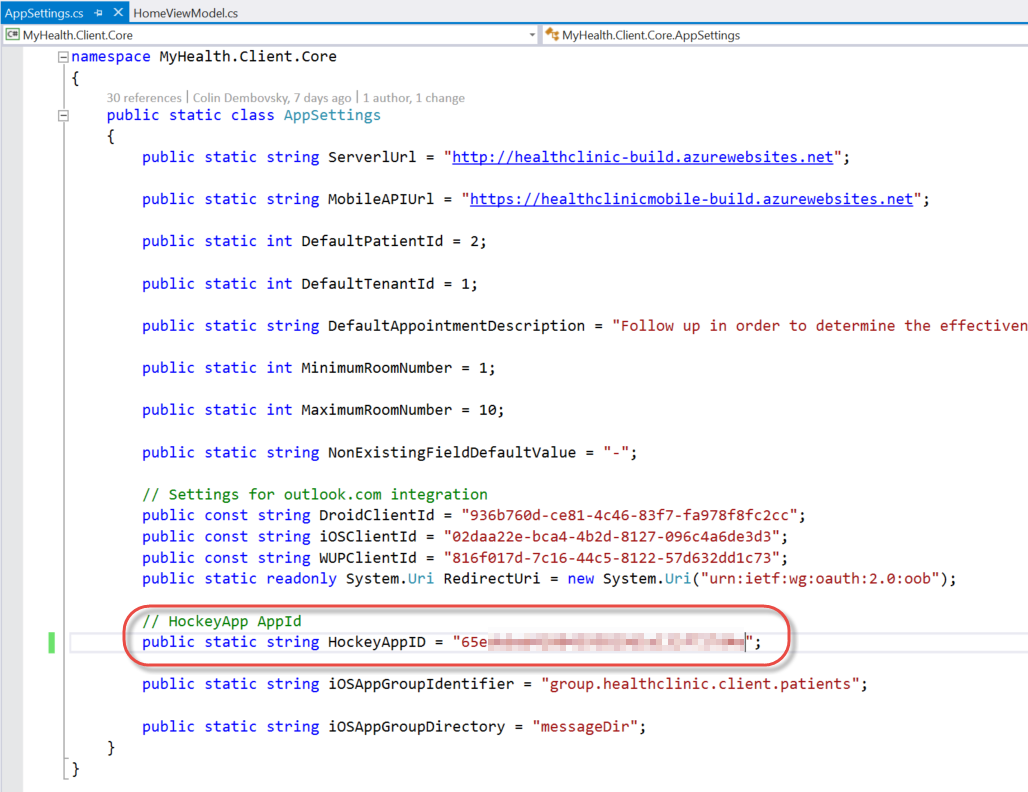 AppSettings.cs HomeViewModel.cs
MyHealth.Client.Core MyHealth.Client.Core.AppSettings
namespace MyHealth.Client.Core
{
30 references | Colin Dembovsky, 7 days ago | 1 author, 1 change
public static class AppSettings
{
public static string ServerlUrl = "http://healthclinic-build.azurewebsites.net";
public static string MobileAPIUrl = "https://healthclinicmobile-build.azurewebsites.net";
public static int DefaultPatientId = 2;
public static int DefaultTenantId = 1;
public static string DefaultAppointmentDescription = "Follow up in order to determine the effectiven
public static int MinimumRoomNumber = 1;
public static int MaximumRoomNumber = 10;
public static string NonExistingFieldDefaultValue = "-";
// Settings for outlook.com integration
public const string DroidClientId = "936b760d-ce81-4c46-83f7-fa978f8fc2cc";
public const string iOSClientId = "02daa22e-bca4-4b2d-8127-096c4a6de3d3";
public const string WUPClientId = "816f017d-7c16-44c5-8122-57d632dd1c73";
public static readonly System.Uri RedirectUri = new System.Uri("urn:ietf:wg:oauth:2.0:oob");
// HockeyApp AppId
public static string HockeyAppID = "65e";
public static string iOSAppGroupIdentifier = "group.healthclinic.client.patients";
public static string iOSAppGroupDirectory = "messageDir";
}
}